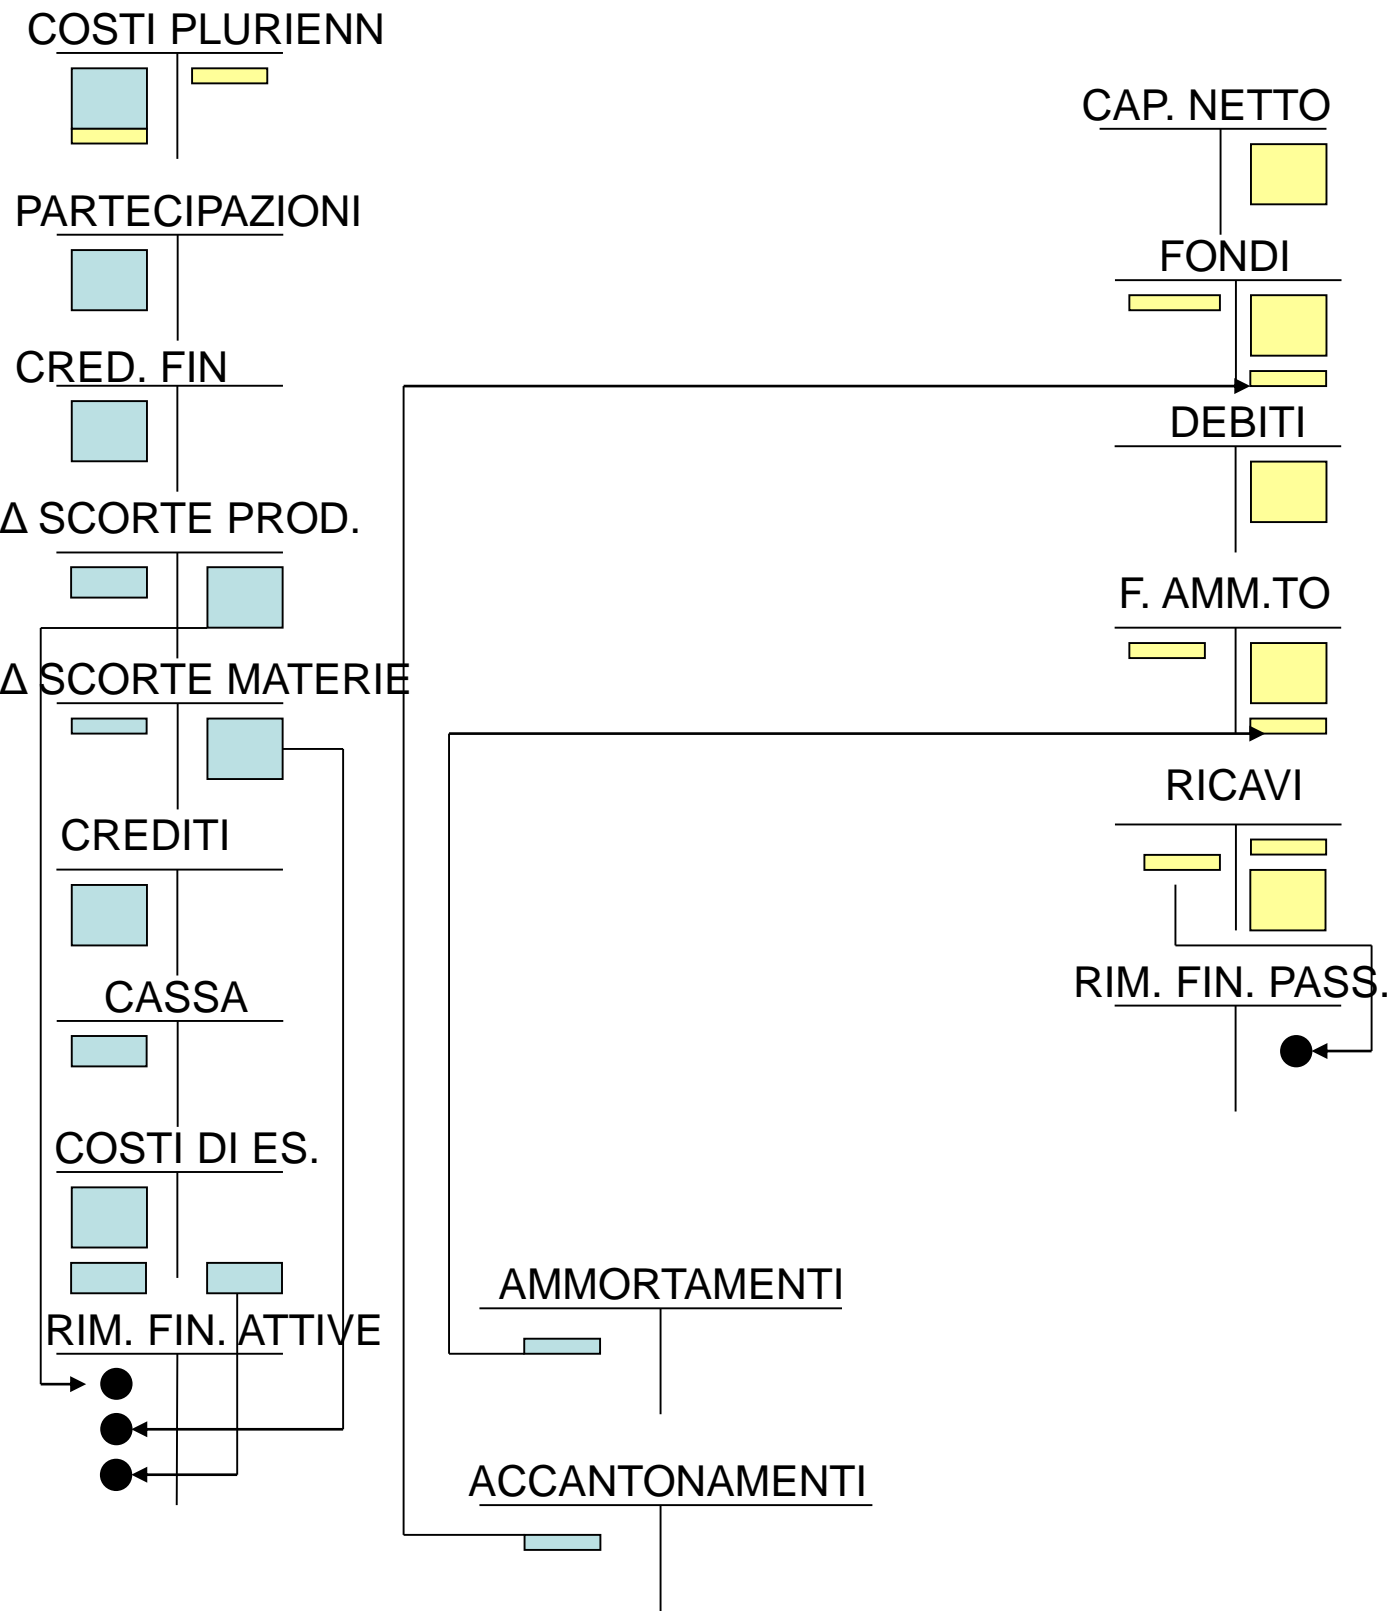 COSTI PLURIENN
PARTECIPAZIONI
CRED. FIN
Δ SCORTE PROD.
Δ SCORTE MATERIE
CREDITI
CASSA
COSTI DI ES.
RIM. FIN. ATTIVE
AMMORTAMENTI
ACCANTONAMENTI
CAP. NETTO
FONDI
DEBITI
F. AMM.TO
RICAVI
RIM. FIN. PASS.